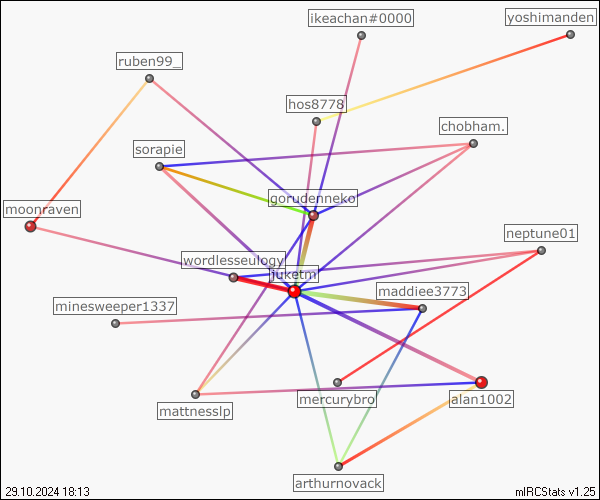 ikeachan#0000
yoshimanden
ruben99_
hos8778
chobham.
sorapie
gorudenneko
moonraven
neptune01
wordlesseulogy
juketm
maddiee3773
minesweeper1337
mercurybro
alan1002
mattnesslp
arthurnovack
29.10.2024 18:13
mIRCStats v1.25